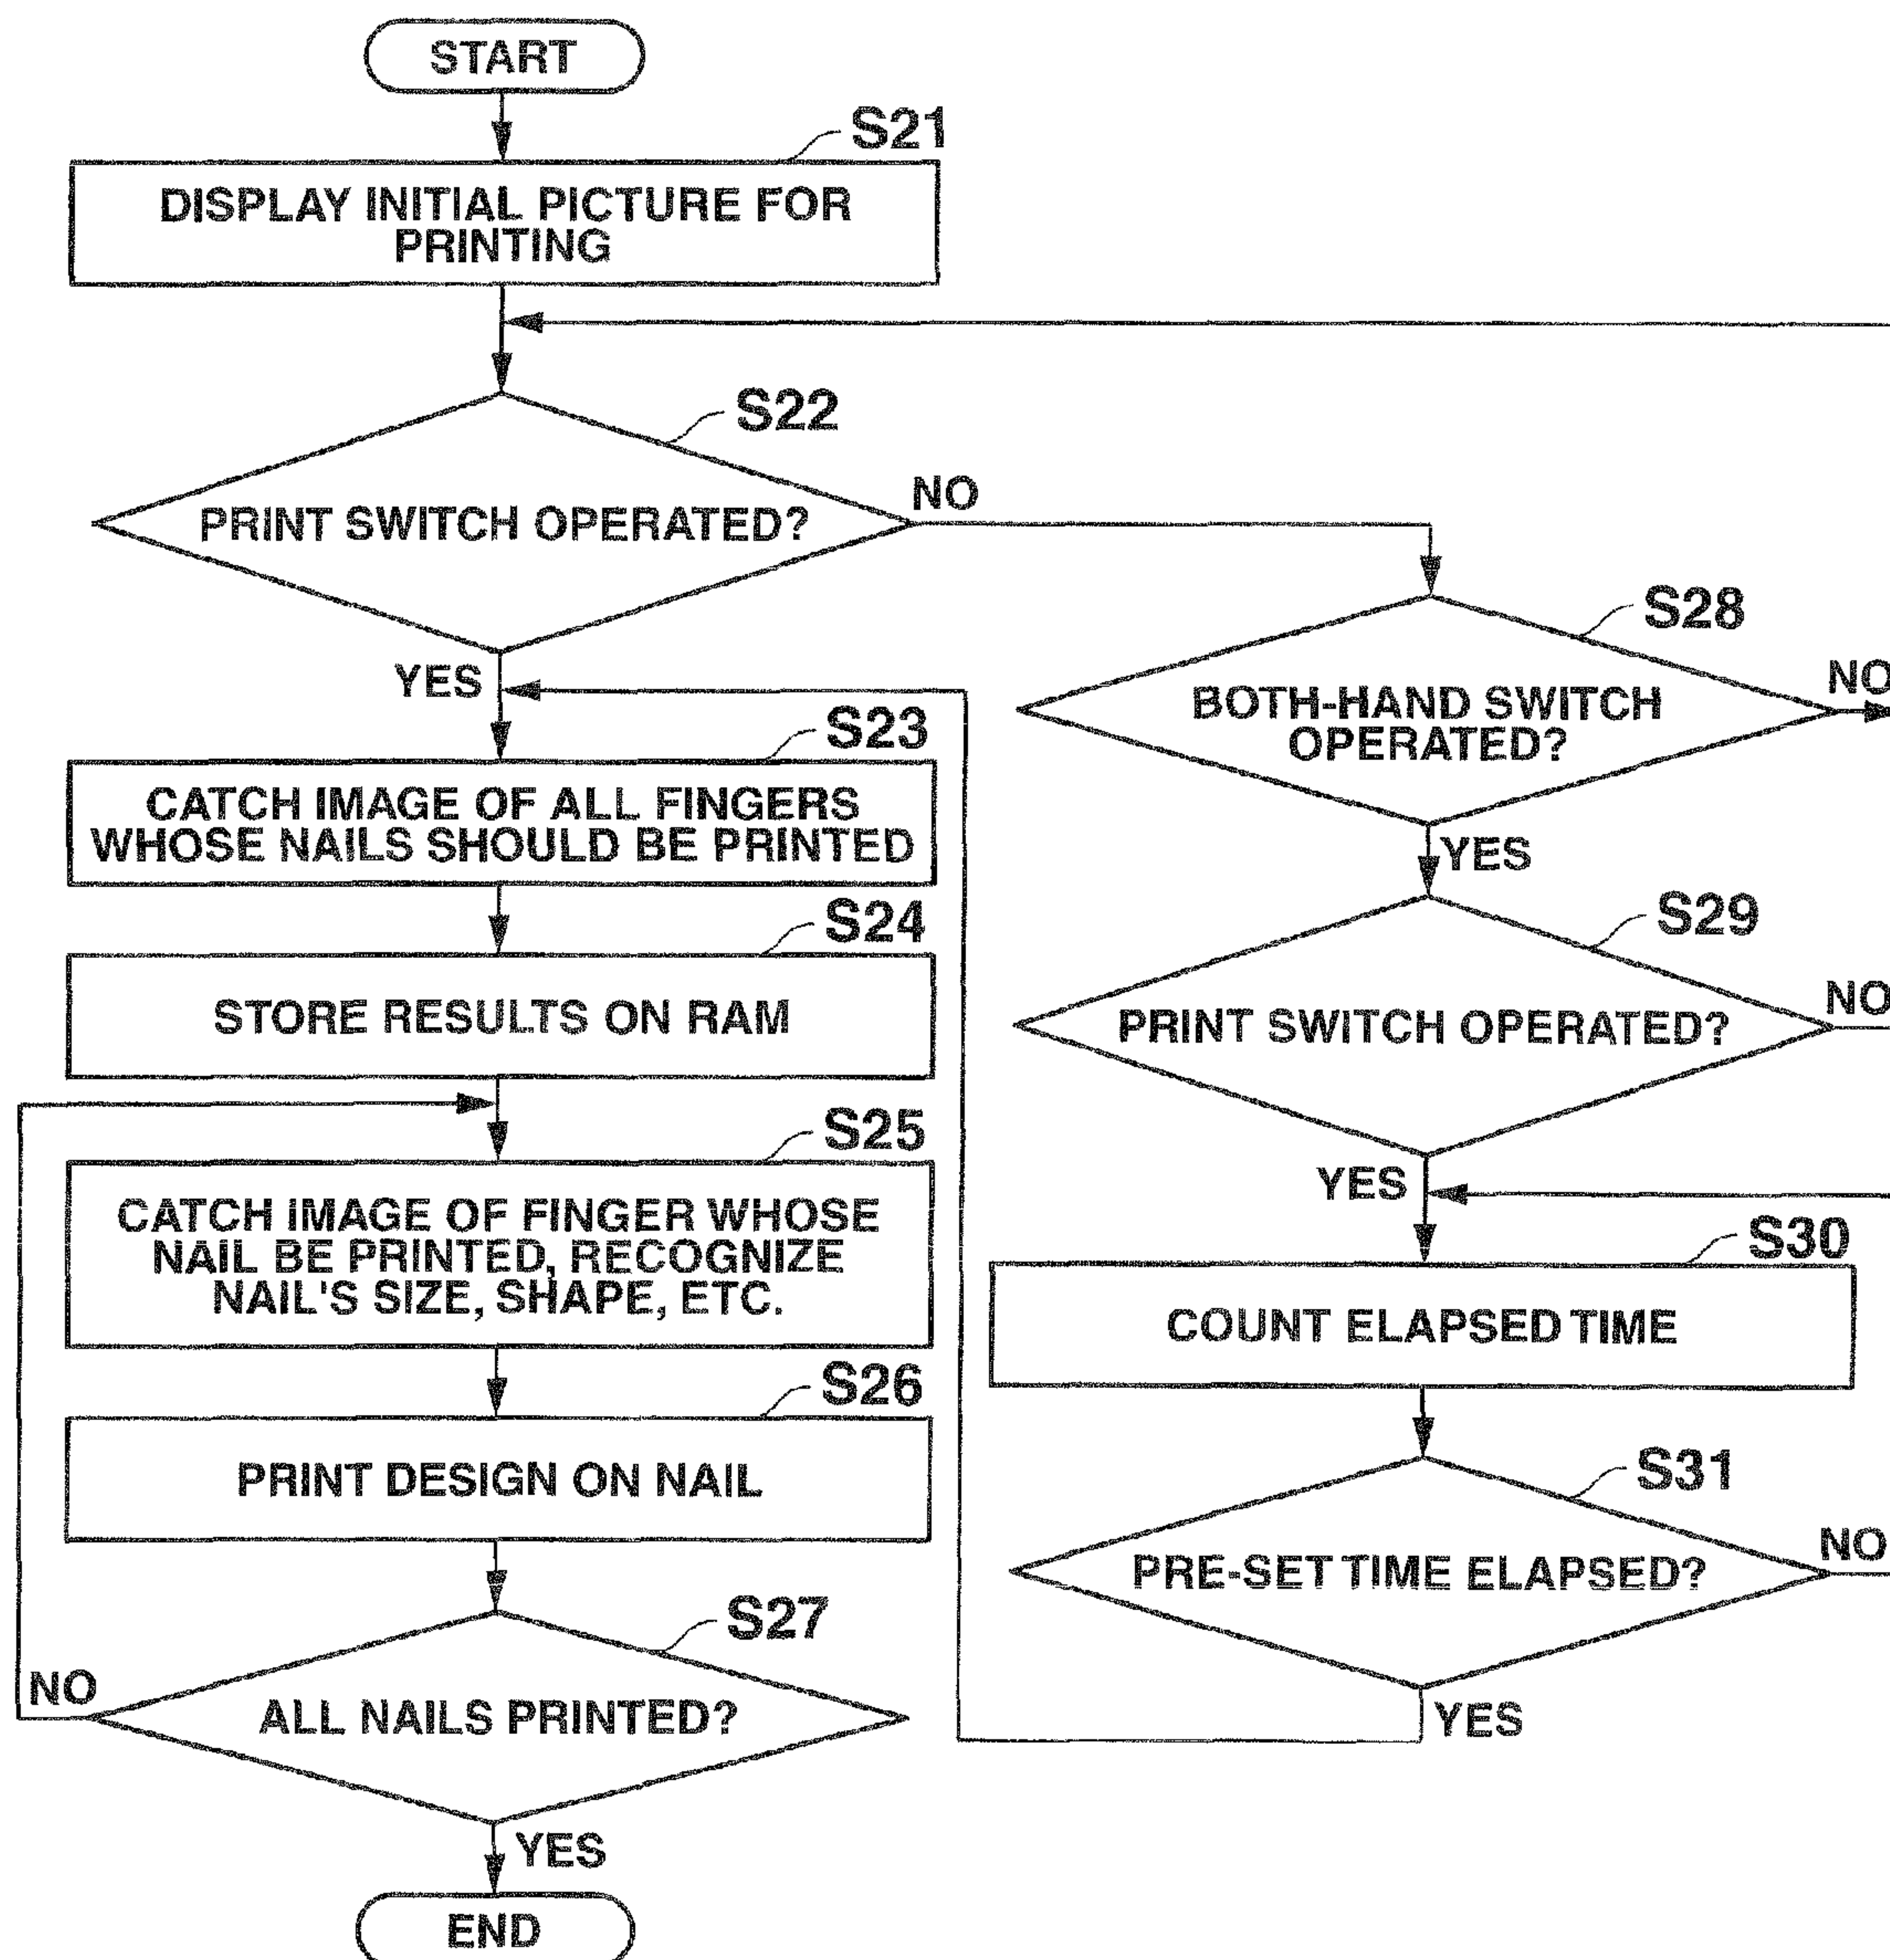 START
S21
DISPLAY INITIAL PICTURE FOR
PRINTING
S22
PRINT SWITCH OPERATED?
NO
YES
S23
CATCH IMAGE OF ALL FINGERS
WHOSE NAILS SHOULD BE PRINTED
S24
STORE RESULTS ON RAM
S25
CATCH IMAGE OF FINGER WHOSE
NAIL BE PRINTED, RECOGNIZE
NAIL'S SIZE, SHAPE, ETC.
S26
PRINT DESIGN ON NAIL
S27
ALL NAILS PRINTED?
NO
YES
END
S28
BOTH-HAND SWITCH
OPERATED?
NO
YES
S29
PRINT SWITCH OPERATED?
NO
YES
S30
COUNT ELAPSED TIME
S31
PRE-SET TIME ELAPSED?
NO
YES